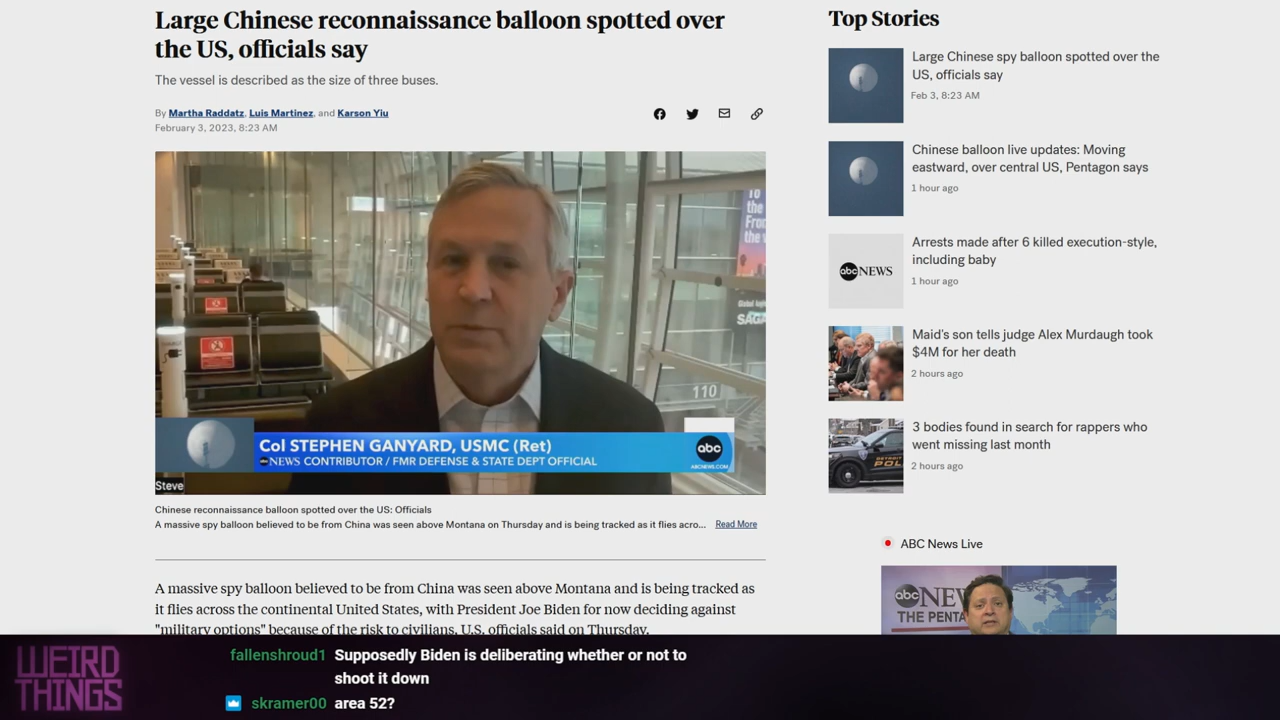 Large Chinese reconnaissance balloon spotted over
the US, officials say
The vessel is described as the size of three buses.
By Martha Raddatz, Luis Martinez, and Karson Yiu
February 3, 2023, 8:23 AM
To
the
From
the w
SAGA
110
Col STEPHEN GANYARD, USMC (Ret)
abc NEWS CONTRIBUTOR / FMR DEFENSE & STATE DEPT OFFICIAL
abc
ABCNEWS.COM
Steve
Chinese reconnaissance balloon spotted over the US: Officials
A massive spy balloon believed to be from China was seen above Montana on Thursday and is being tracked as it flies acro... Read More
A massive spy balloon believed to be from China was seen above Montana and is being tracked as
it flies across the continental United States, with President Joe Biden for now deciding against
"military options" because of the risk to civilians, U.S. officials said on Thursday.
Top Stories
Large Chinese spy balloon spotted over the
US, officials say
Feb 3, 8:23 AM
Chinese balloon live updates: Moving
eastward, over central US, Pentagon says
1 hour ago
abc NEWS
Arrests made after 6 killed execution-style,
including baby
1 hour ago
Maid's son tells judge Alex Murdaugh took
$4M for her death
2 hours ago
POL
3 bodies found in search for rappers who
went missing last month
2 hours ago
ABC News Live
abc NEW
THE PENTA
WEIRD
THINGS
fallenshroud1 Supposedly Biden is deliberating whether or not to
shoot it down
skramer00 area 52?